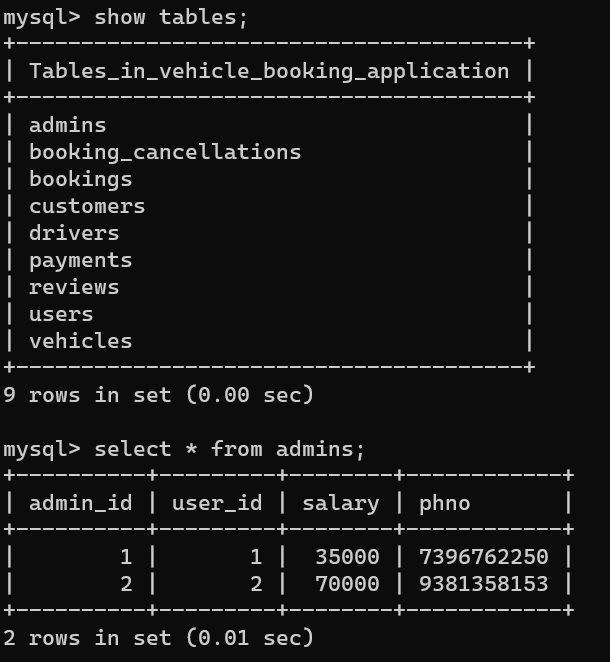 mysql> show tables;
+---------------------------------------+
| Tables_in_vehicle_booking_application |
+---------------------------------------+
| admins                                |
| booking_cancellations                 |
| bookings                              |
| customers                             |
| drivers                               |
| payments                              |
| reviews                               |
| users                                 |
| vehicles                              |
+---------------------------------------+
9 rows in set (0.00 sec)

mysql> select * from admins;
+----------+---------+--------+------------+
| admin_id | user_id | salary | phno       |
+----------+---------+--------+------------+
|        1 |       1 |  35000 | 7396762250 |
|        2 |       2 |  70000 | 9381358153 |
+----------+---------+--------+------------+
2 rows in set (0.01 sec)